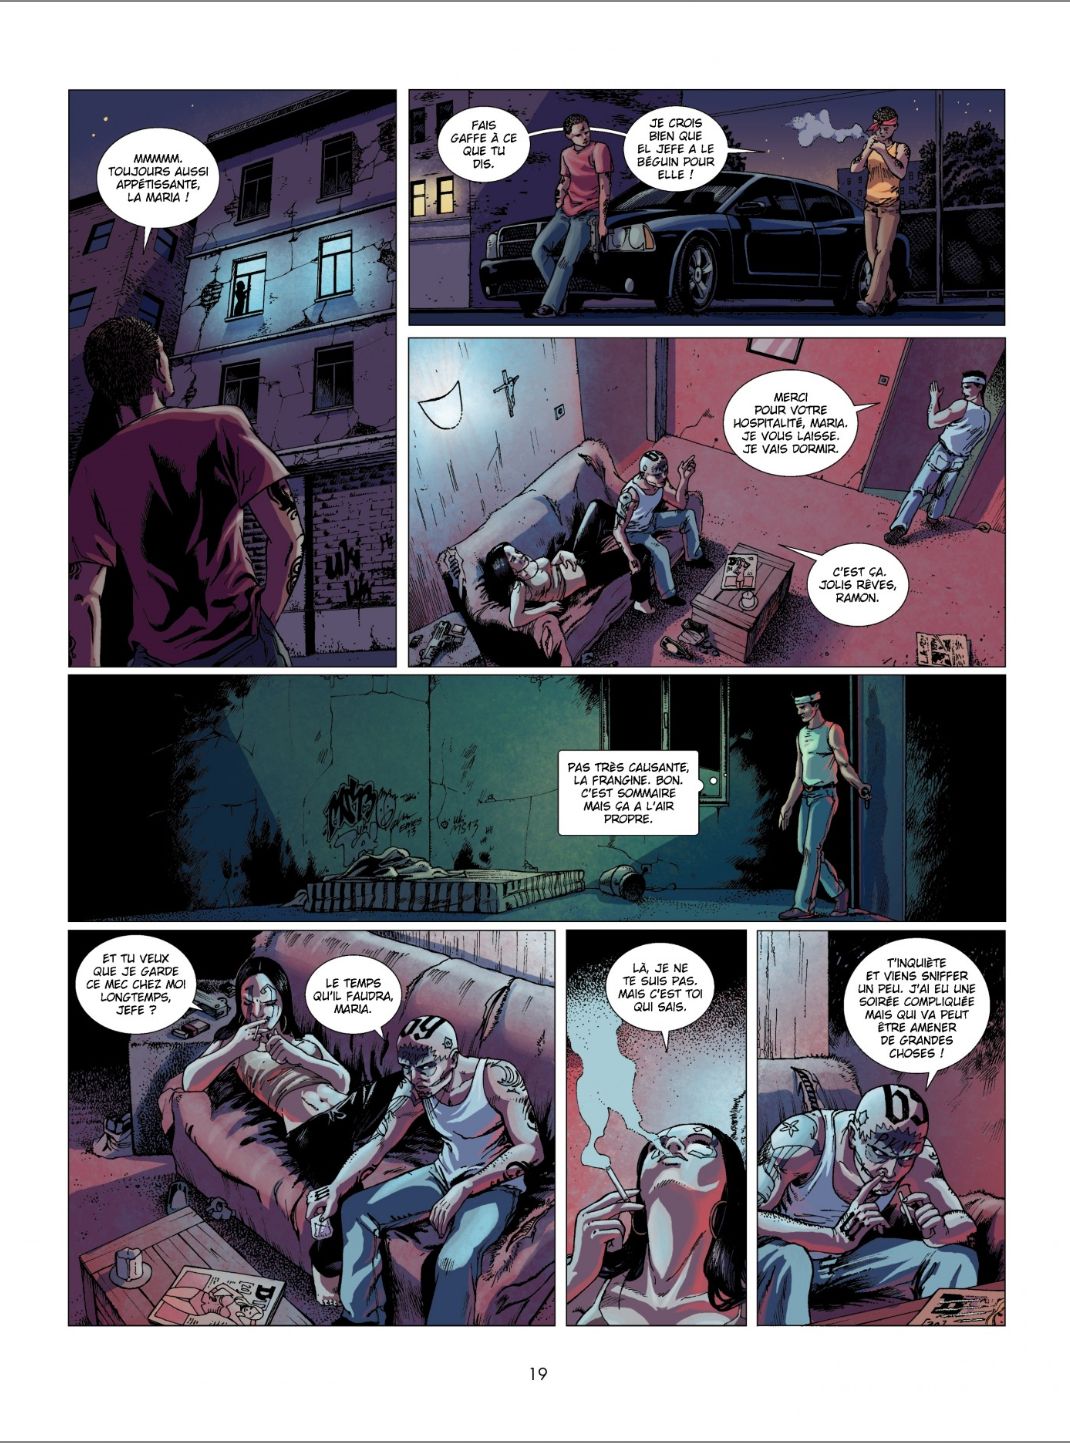 MMMMM.
TOUJOURS AUSSI
APPÉTISSANTE,
LA MARIA !
FAIS
GAFFE À CE
QUE TU
DIS.
JE CROIS
BIEN QUE
EL JEFE A LE
BÉGUIN POUR
ELLE !
MERCI
POUR VOTRE
HOSPITALITÉ, MARIA.
JE VOUS LAISSE.
JE VAIS DORMIR.
C'EST ÇA.
JOLIS RÊVES,
RAMON.
PAS TRÈS CAUSANTE,
LA FRANGINE. BON.
C'EST SOMMAIRE
MAIS ÇA A L'AIR
PROPRE.
ET TU VEUX
QUE JE GARDE
CE MEC CHEZ MOI
LONGTEMPS,
JEFE ?
LE TEMPS
QU'IL FAUDRA,
MARIA.
LÀ, JE NE
TE SUIS PAS.
MAIS C'EST TOI
QUI SAIS.
T'INQUIÈTE
ET VIENS SNIFFER
UN PEU. J'AI EU UNE
SOIRÉE COMPLIQUÉE
MAIS QUI VA PEUT
ÊTRE AMENER
DE GRANDES
CHOSES !
19